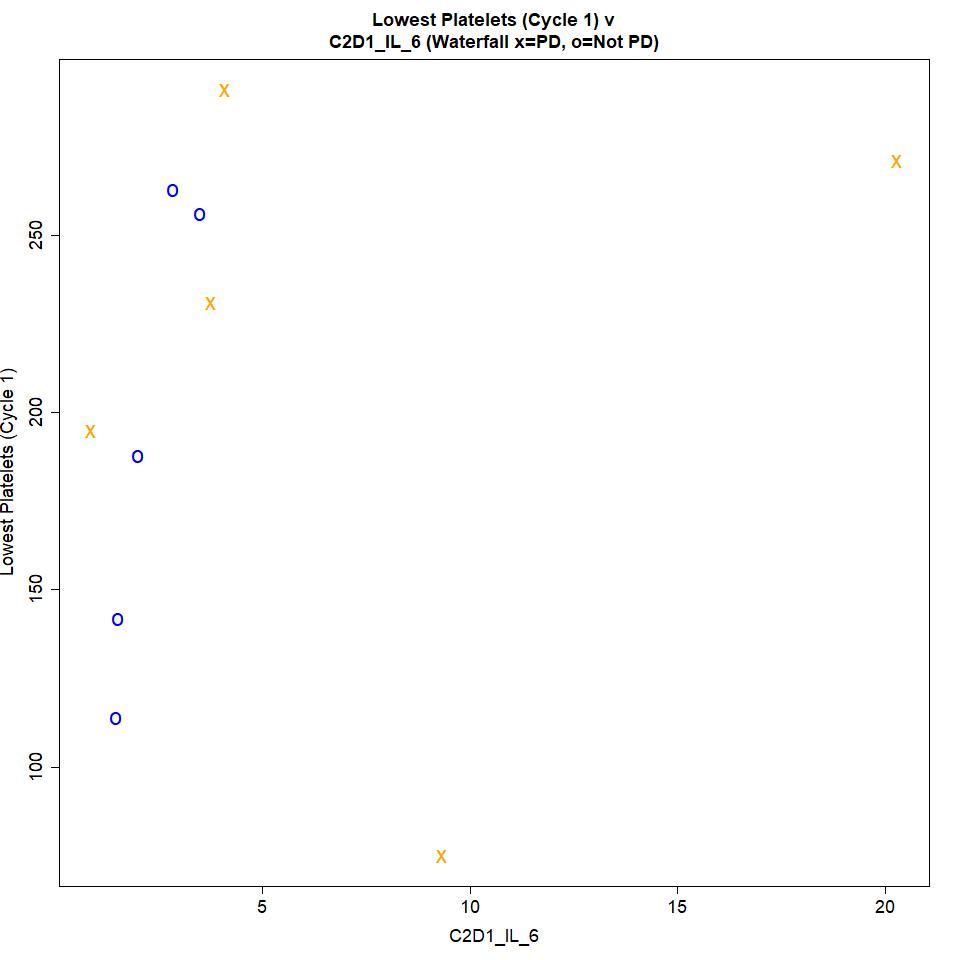 Lowest Platelets (Cycle 1) v
C2D1_IL_6 (Waterfall x=PD, o=Not PD)
Lowest Platelets (Cycle 1)
250
200
150
100
X
X
O
O
X
X
O
O
O
X
5
10
15
20
C2D1_IL_6